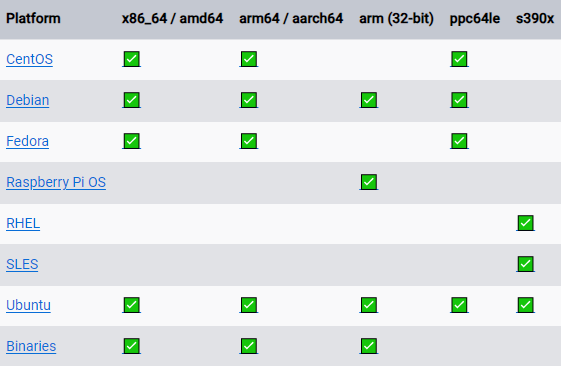 Platform x86_64 / amd64 arm64 / aarch64 arm (32-bit) ppc64le s390x
CentOS ✅ ✅ ✅
Debian ✅ ✅ ✅ ✅
Fedora ✅ ✅ ✅
Raspberry Pi OS ✅
RHEL ✅
SLES ✅
Ubuntu ✅ ✅ ✅ ✅ ✅
Binaries ✅ ✅ ✅